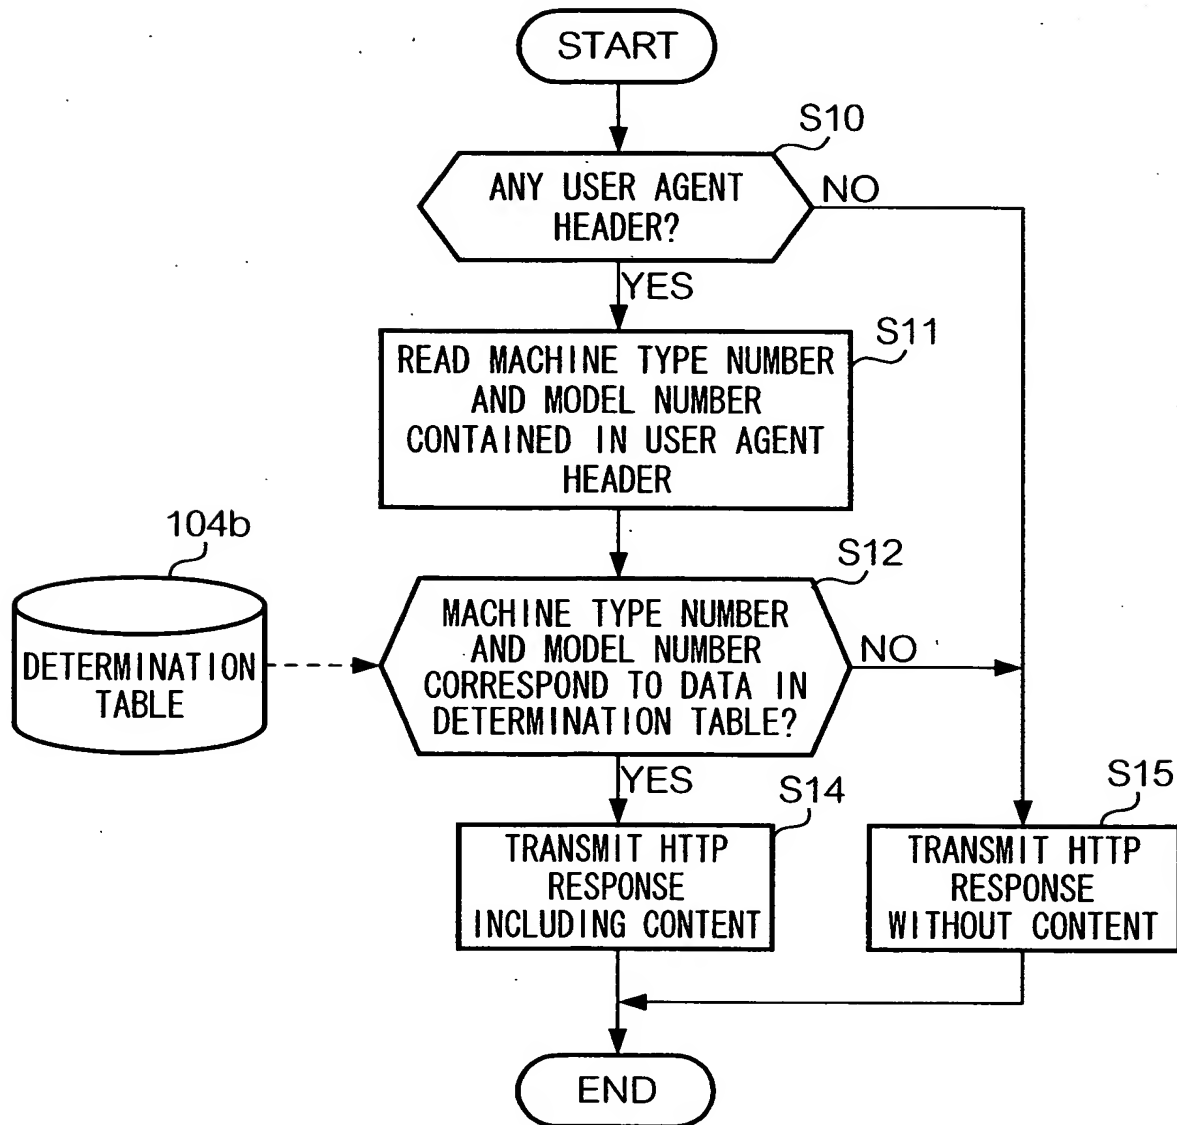 START
S10
ANY USER AGENT
HEADER?
NO
YES
S11
READ MACHINE TYPE NUMBER
AND MODEL NUMBER
CONTAINED IN USER AGENT
HEADER
104b
DETERMINATION
TABLE
S12
MACHINE TYPE NUMBER
AND MODEL NUMBER
CORRESPOND TO DATA IN
DETERMINATION TABLE?
NO
YES
S14
TRANSMIT HTTP
RESPONSE
INCLUDING CONTENT
S15
TRANSMIT HTTP
RESPONSE
WITHOUT CONTENT
END